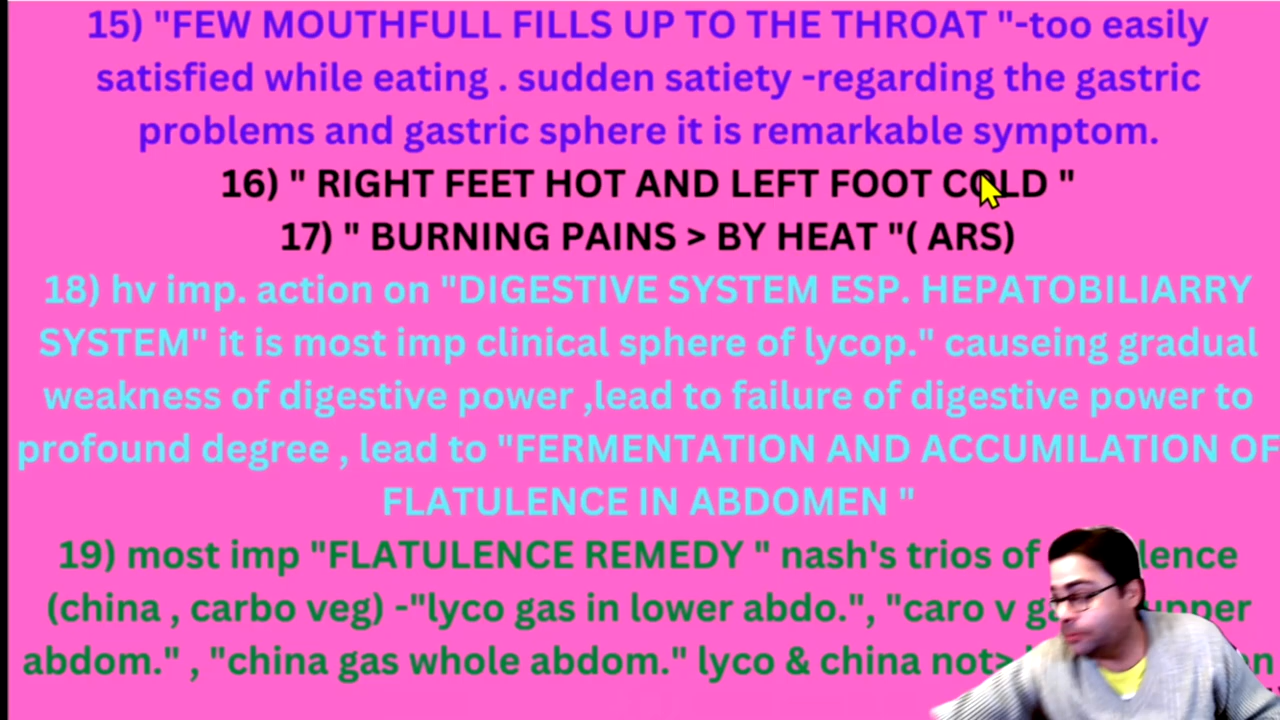 15) "FEW MOUTHFULL FILLS UP TO THE THROAT "-too easily
satisfied while eating . sudden satiety -regarding the gastric
problems and gastric sphere it is remarkable symptom.
16) " RIGHT FEET HOT AND LEFT FOOT COLD "
17) " BURNING PAINS > BY HEAT "( ARS)
18) hv imp. action on "DIGESTIVE SYSTEM ESP. HEPATOBILIARRY
SYSTEM" it is most imp clinical sphere of lycop." causeing gradual
weakness of digestive power ,lead to failure of digestive power to
profound degree , lead to "FERMENTATION AND ACCUMILATION OF
FLATULENCE IN ABDOMEN "
19) most imp "FLATULENCE REMEDY " nash's trios of
(china , carbo veg) -"lyco gas in lower abdo.", "caro v
abdom." , "china gas whole abdom." lyco & china not>